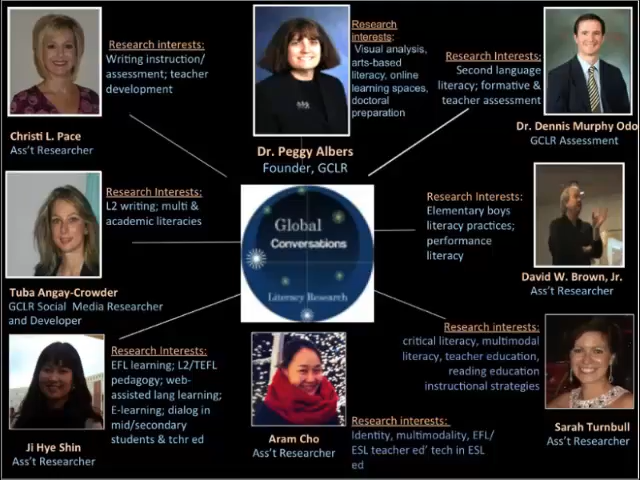 Research interests:
Writing instruction/
assessment; teacher
development
Christi L. Pace
Ass't Researcher
Research
interests:
Visual analysis,
arts-based
literacy, online
learning spaces,
doctoral
preparation
Dr. Peggy Albers
Founder, GCLR
Research Interests:
Second language
literacy; formative &
teacher assessment
Dr. Dennis Murphy Odo
GCLR Assessment
Research Interests:
L2 writing; multi &
academic literacies
Tuba Angay-Crowder
GCLR Social Media Researcher
and Developer
Global
Conversations
Literacy Research
Research Interests:
Elementary boys
literacy practices;
performance
literacy
David W. Brown, Jr.
Ass't Researcher
Research Interests:
EFL learning; L2/TEFL
pedagogy; web-
assisted lang learning;
E-learning; dialog in
mid/secondary
students & tchr ed
Ji Hye Shin
Ass't Researcher
Aram Cho
Ass't Researcher
Research interests:
Identity, multimodality, EFL/
ESL teacher ed' tech in ESL
ed
Research interests:
critical literacy, multimodal
literacy, teacher education,
reading education
instructional strategies
Sarah Turnbull
Ass't Researcher